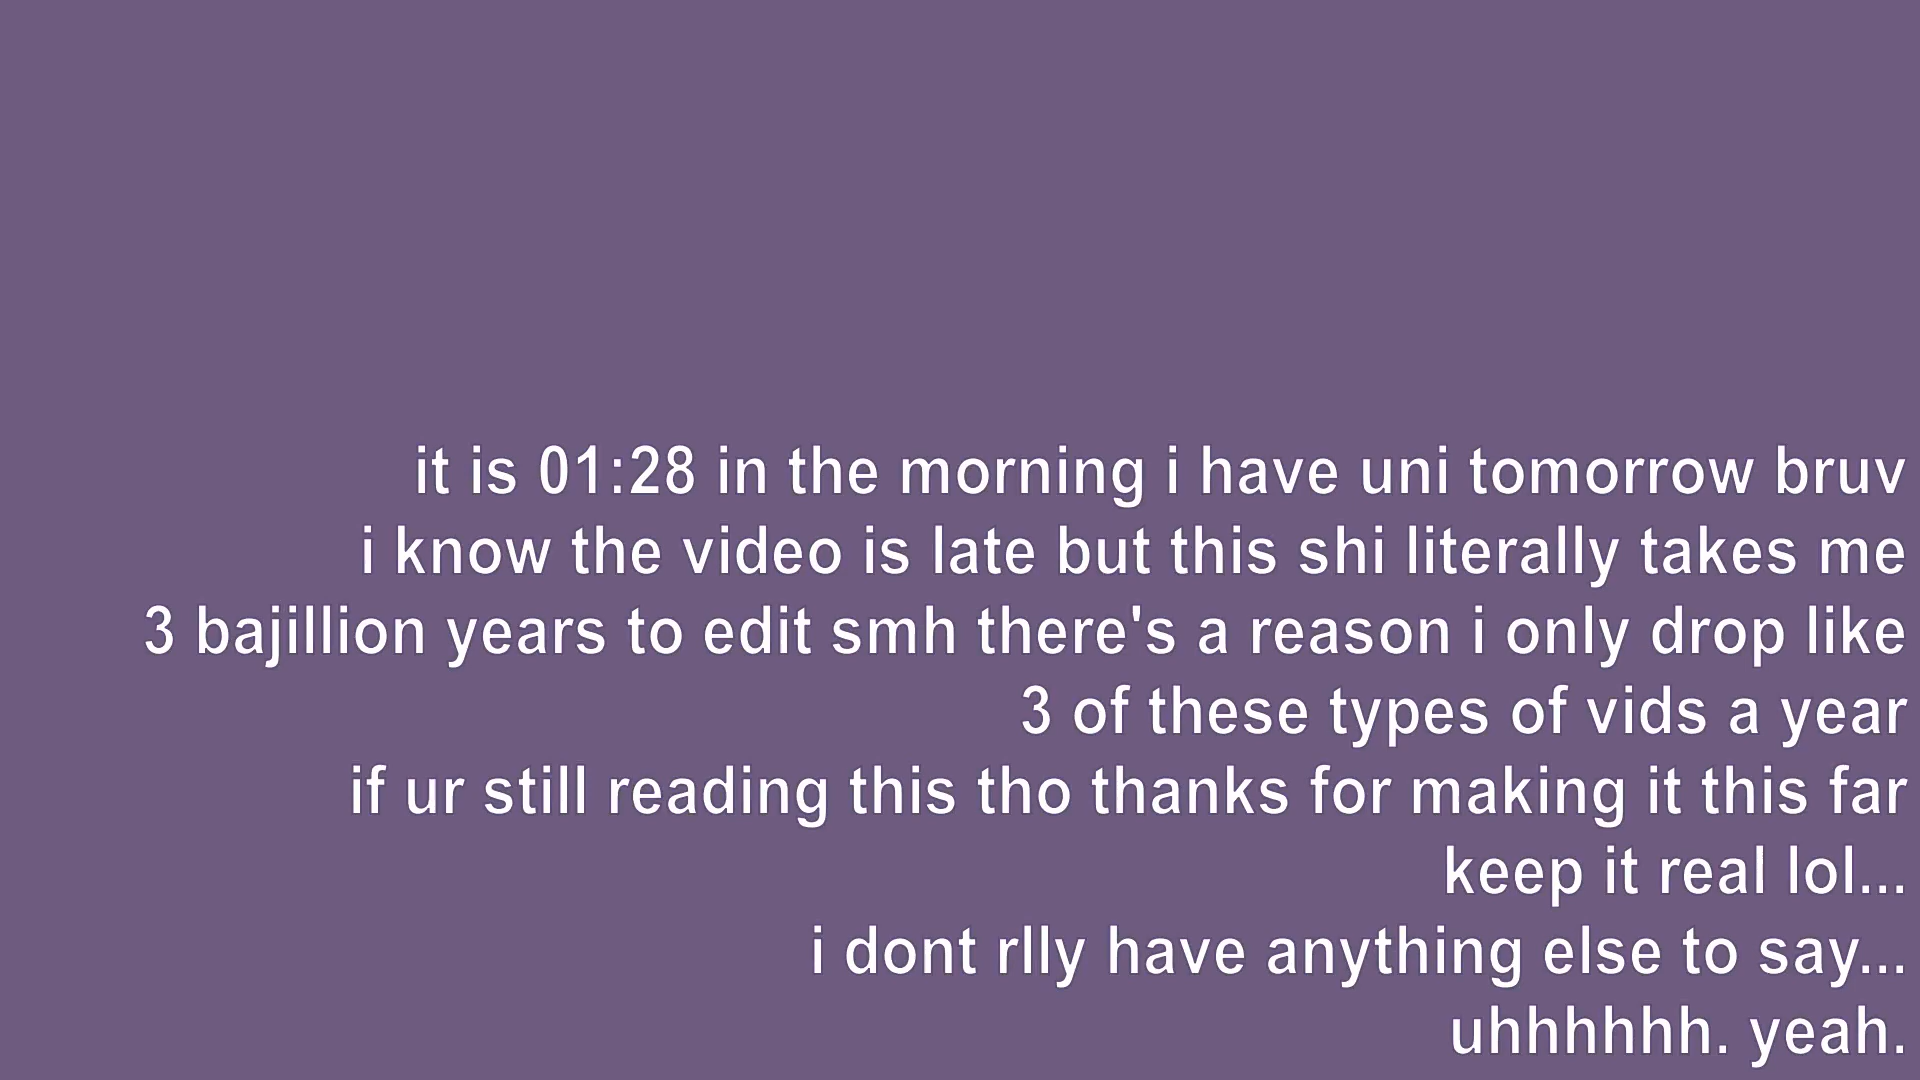 it is 01:28 in the morning i have uni tomorrow bruv
i know the video is late but this shi literally takes me
3 bajillion years to edit smh there's a reason i only drop like
3 of these types of vids a year
if ur still reading this tho thanks for making it this far
keep it real lol...
i dont rlly have anything else to say...
uhhhhhh. yeah.